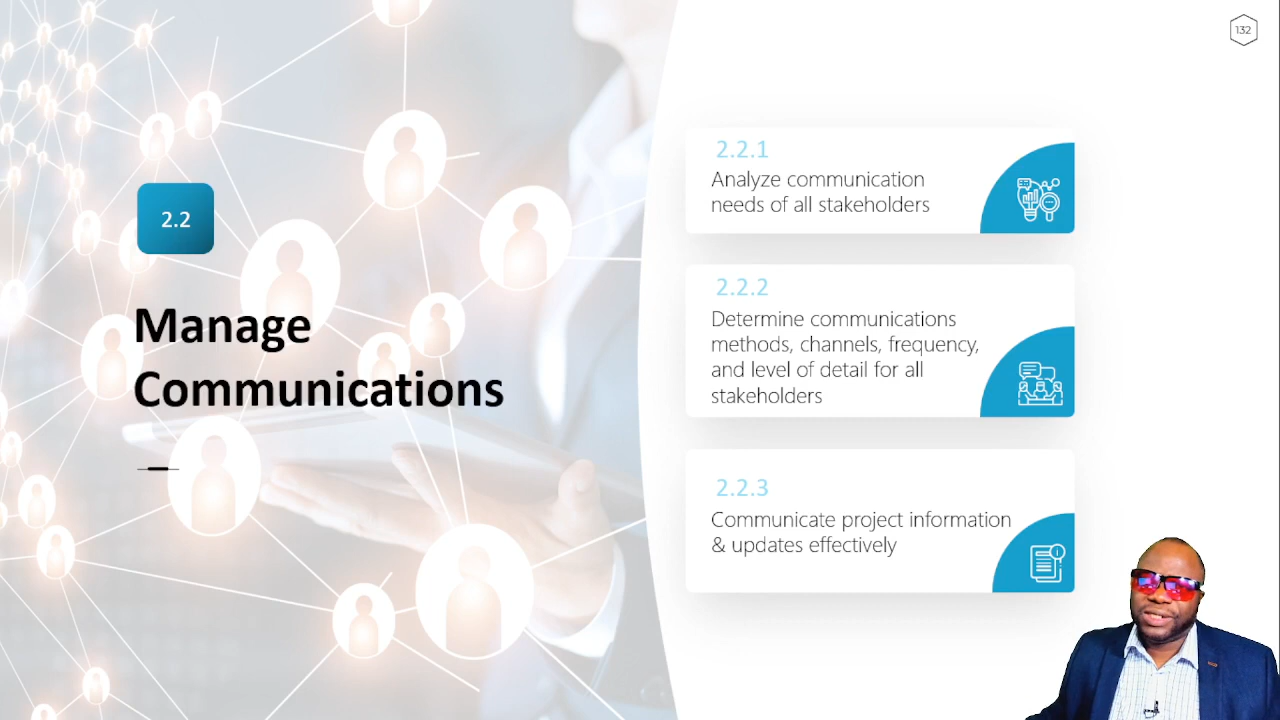 132
2.2
Manage
Communications
2.2.1
Analyze communication
needs of all stakeholders
2.2.2
Determine communications
methods, channels, frequency,
and level of detail for all
stakeholders
2.2.3
Communicate project information
& updates effectively